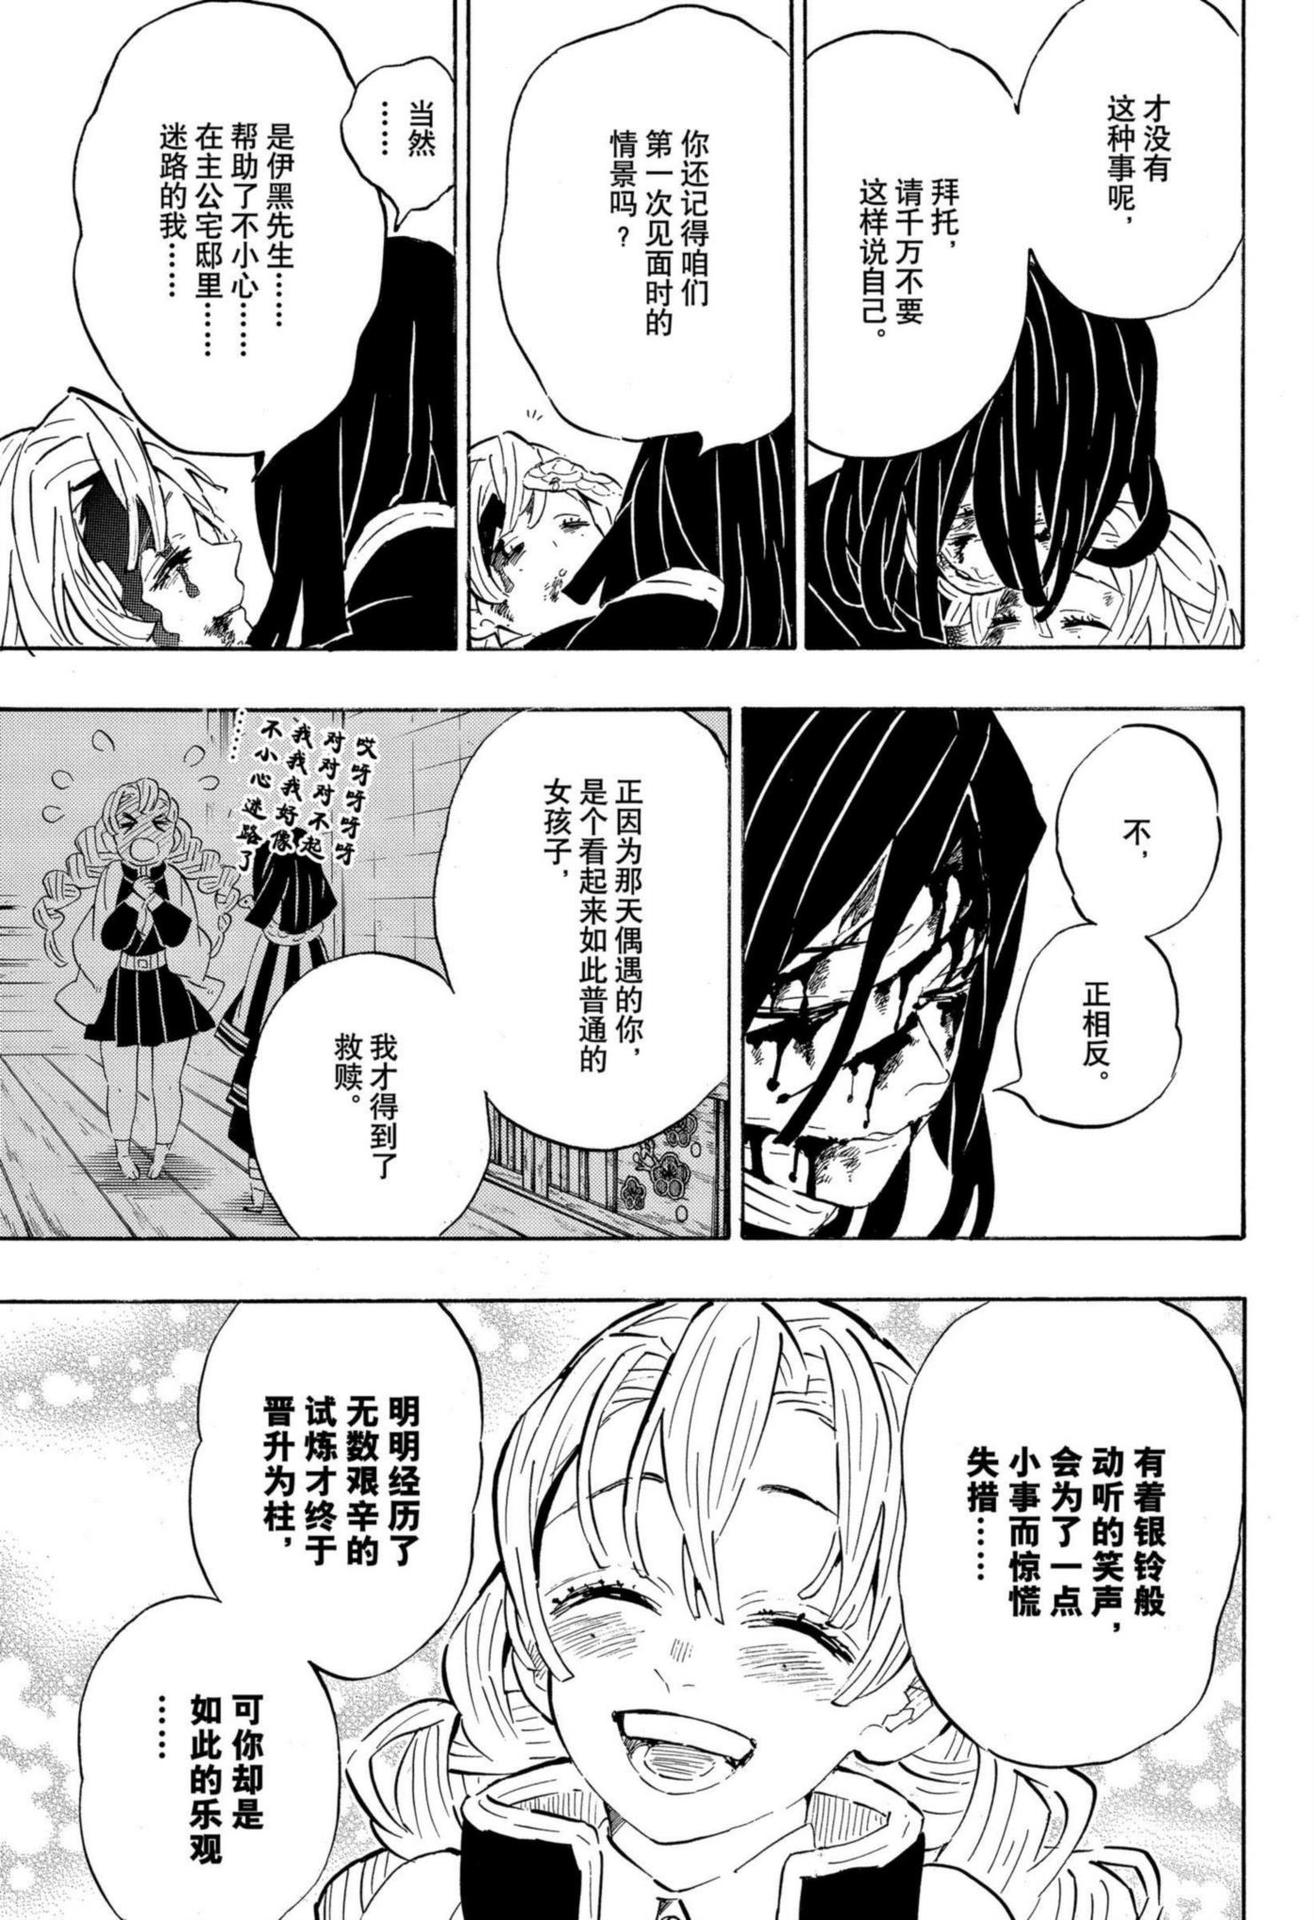 才没有
这种事呢，
拜托，
请千万不要
这样说自己。
你还记得咱们
第一次见面时的
情景吗？
当然
……
是伊黑先生……
帮助了不小心……
在主公宅邸里……
迷路的我……
不，
正相反。
正因为那天偶遇的你，
是个看起来如此普通的
女孩子，
我才得到了
救赎。
哎呀呀呀呀
对对对不起
我我我好像
不小心迷路了
……
有着银铃般
动听的笑声，
会为了一点
小事而惊慌
失措……
明明经历了
无数艰辛的
试炼才终于
晋升为柱，
可你却是
如此的乐观
……